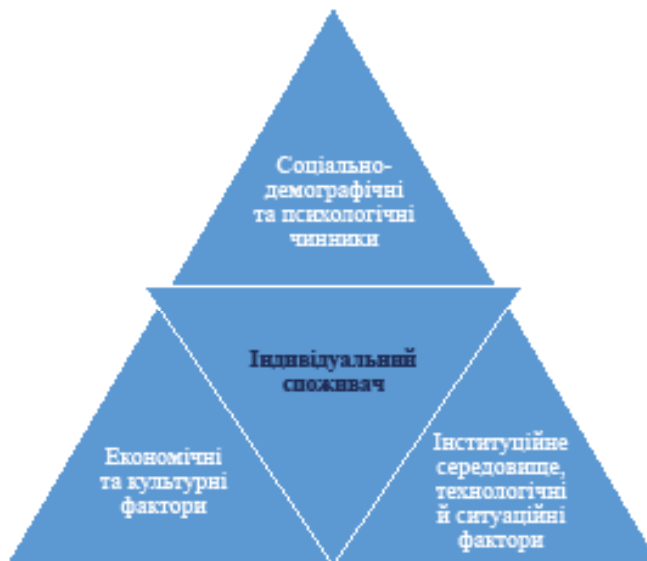 Соціально-
демографічні
та психологічні
чинники
Індивідуальний
споживач
Економічні
та культурні
фактори
Інституційне
середовище,
технологічні
й ситуаційні
фактори